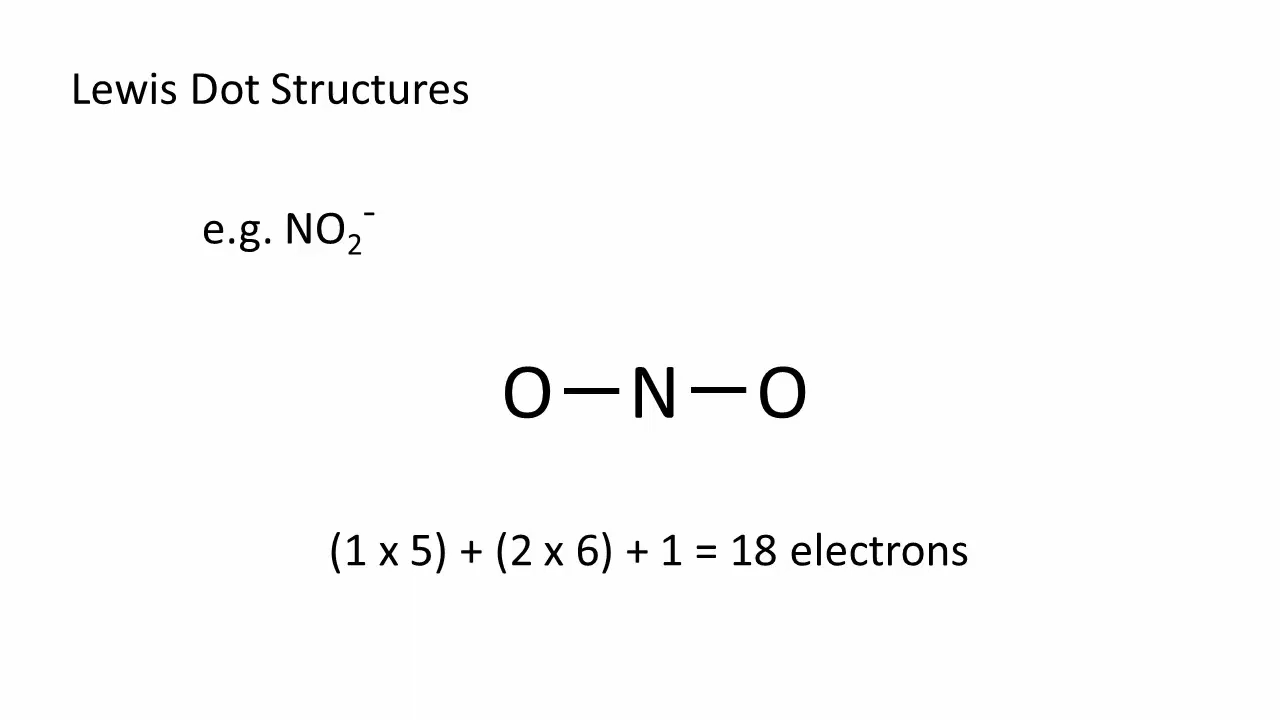 Lewis Dot Structures
e.g. NO₂⁻
O — N — O
(1 x 5) + (2 x 6) + 1 = 18 electrons